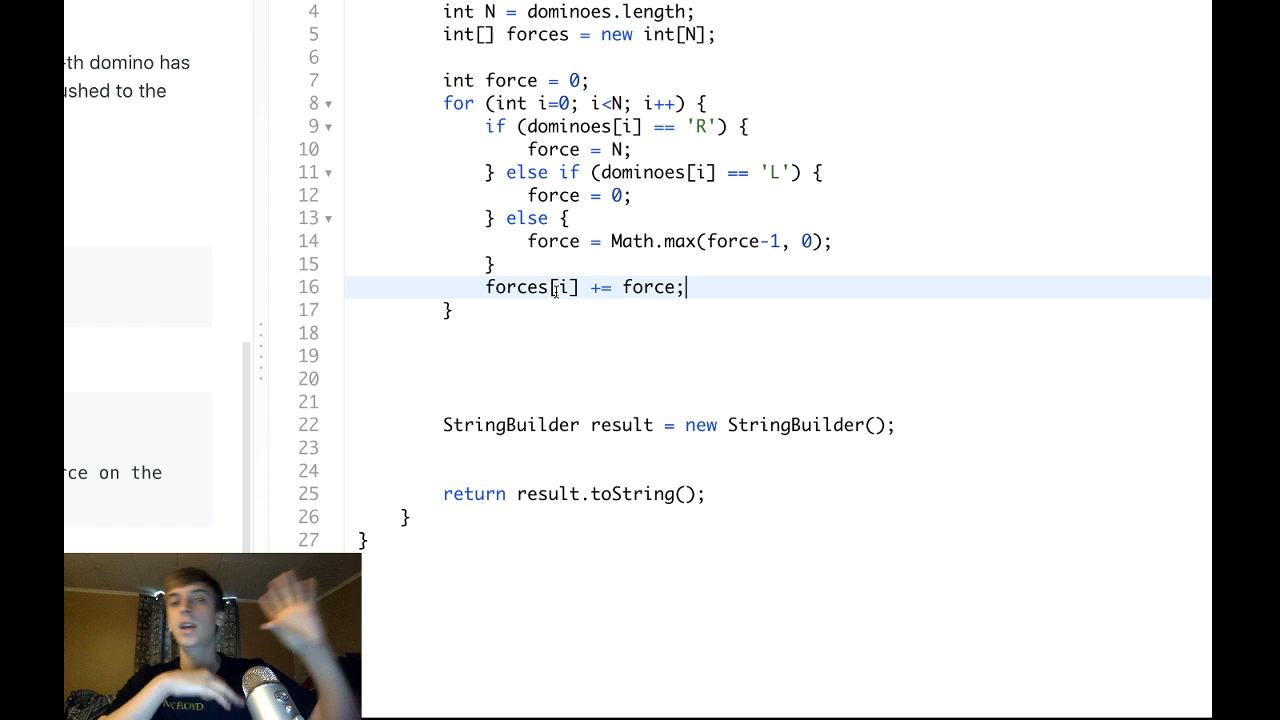 -th domino has
ushed to the
rce on the
4 int N = dominoes.length;
5 int[] forces = new int[N];
6
7 int force = 0;
8 for (int i=0; i<N; i++) {
9 if (dominoes[i] == 'R') {
10 force = N;
11 } else if (dominoes[i] == 'L') {
12 force = 0;
13 } else {
14 force = Math.max(force-1, 0);
15 }
16 forces[i] += force;
17 }
18
19
20
21
22 StringBuilder result = new StringBuilder();
23
24
25 return result.toString();
26 }
27 }
NK FLOYD